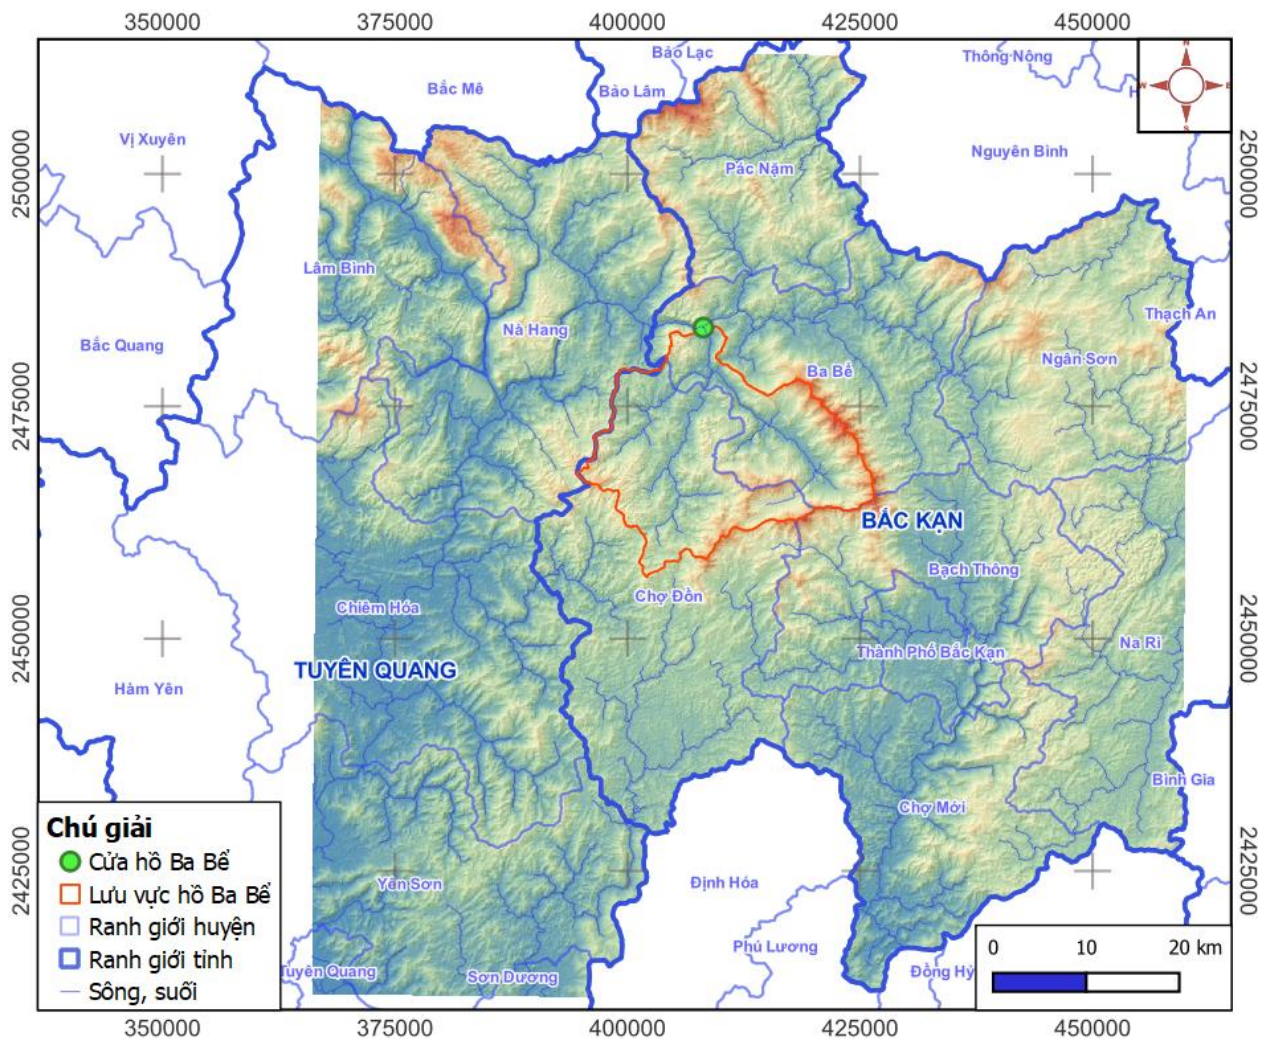 350000 375000 400000 425000 450000
Bảo Lạc
Thông Nông
Bắc Mê
Bảo Lâm
N
W E
S
Vị Xuyên
Nguyên Bình
Pác Nặm
2500000
2500000
Lâm Bình
Thạch An
Nà Hang
Bắc Quang
Ngân Sơn
Ba Bể
2475000
2475000
BẮC KẠN
Bạch Thông
Chợ Đồn
Chiêm Hóa
Na Rì
2450000
2450000
Thành Phố Bắc Kạn
TUYÊN QUANG
Hàm Yên
Bình Gia
Chợ Mới
Chú giải
Cửa hồ Ba Bể
Lưu vực hồ Ba Bể
Ranh giới huyện
Ranh giới tỉnh
Sông, suối
2425000
2425000
Yên Sơn
Định Hóa
Phú Lương
Tuyên Quang
Sơn Dương
Đồng Hỷ
0 10 20 km
350000 375000 400000 425000 450000